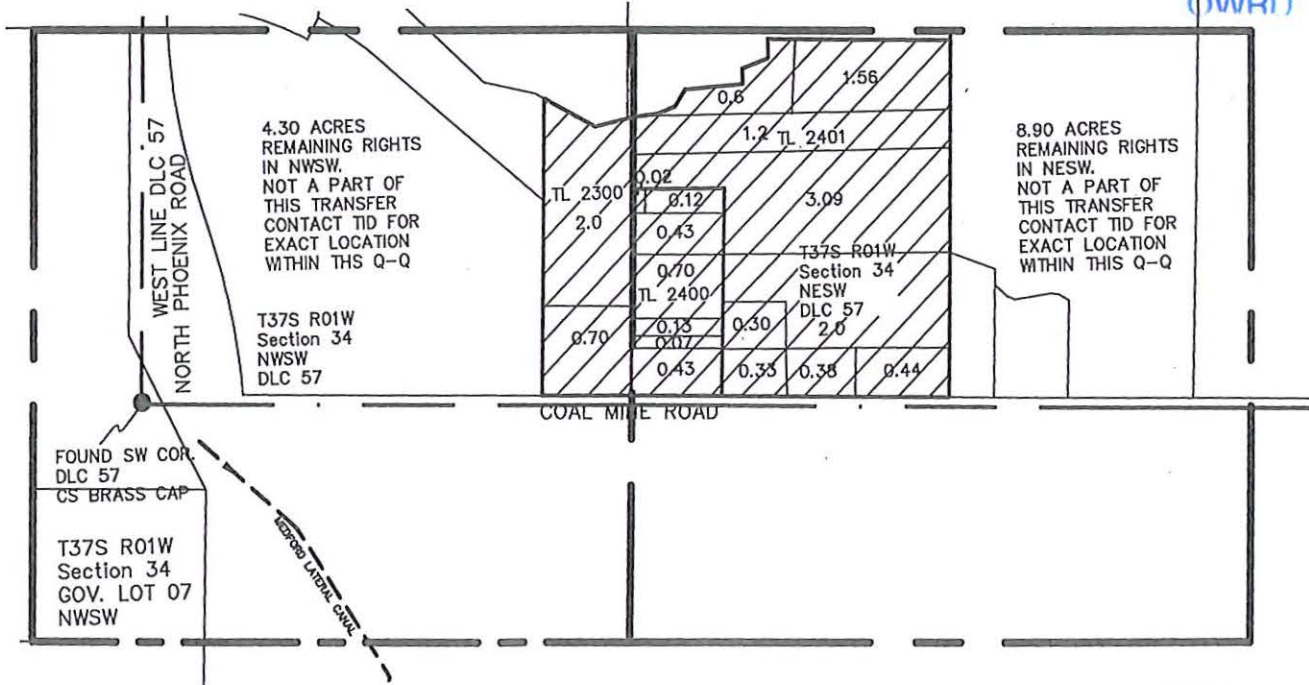 OWRD
WEST LINE DLC 57
NORTH PHOENIX ROAD
4.30 ACRES
REMAINING RIGHTS
IN NWSW.
NOT A PART OF
THIS TRANSFER
CONTACT TID FOR
EXACT LOCATION
WITHIN THS Q-Q
T37S R01W
Section 34
NWSW
DLC 57
TL 2300
2.0
0.70
0.6
1.56
1.2 TL 2401
0.02
0.12
3.09
0.43
0.70
TL 2400
0.13
0.07
0.30
0.43
0.33
0.38
0.44
T37S R01W
Section 34
NESW
DLC 57
2.0
8.90 ACRES
REMAINING RIGHTS
IN NESW.
NOT A PART OF
THIS TRANSFER
CONTACT TID FOR
EXACT LOCATION
WITHIN THIS Q-Q
COAL MINE ROAD
FOUND SW COR.
DLC 57
CS BRASS CAP
T37S R01W
Section 34
GOV. LOT 07
NWSW
MEDFORD LATERAL CANAL